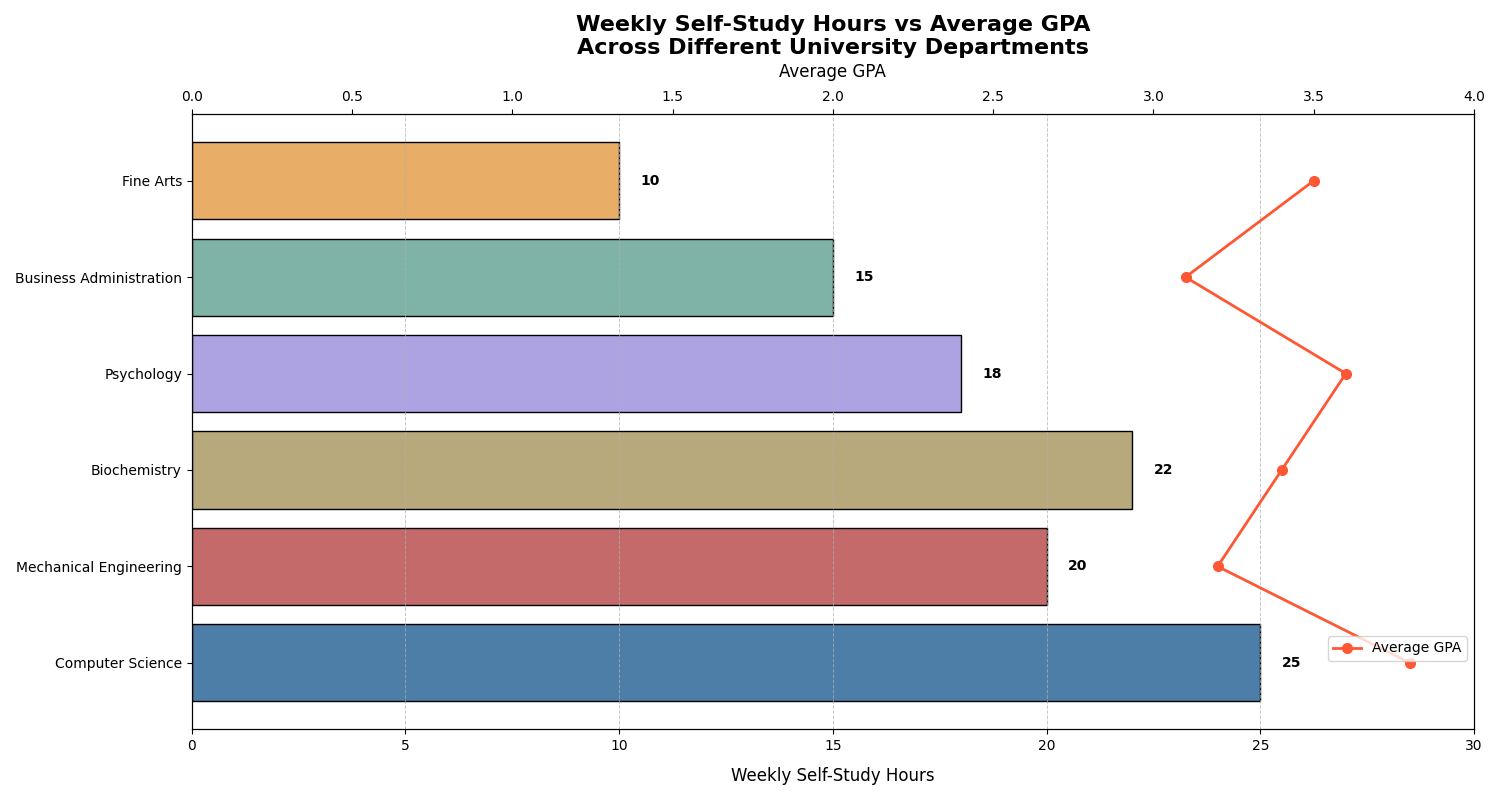 Weekly Self-Study Hours vs Average GPA
Across Different University Departments
Average GPA
0.0 0.5 1.0 1.5 2.0 2.5 3.0 3.5 4.0
Fine Arts 10
Business Administration 15
Psychology 18
Biochemistry 22
Mechanical Engineering 20
Average GPA
Computer Science 25
0 5 10 15 20 25 30
Weekly Self-Study Hours